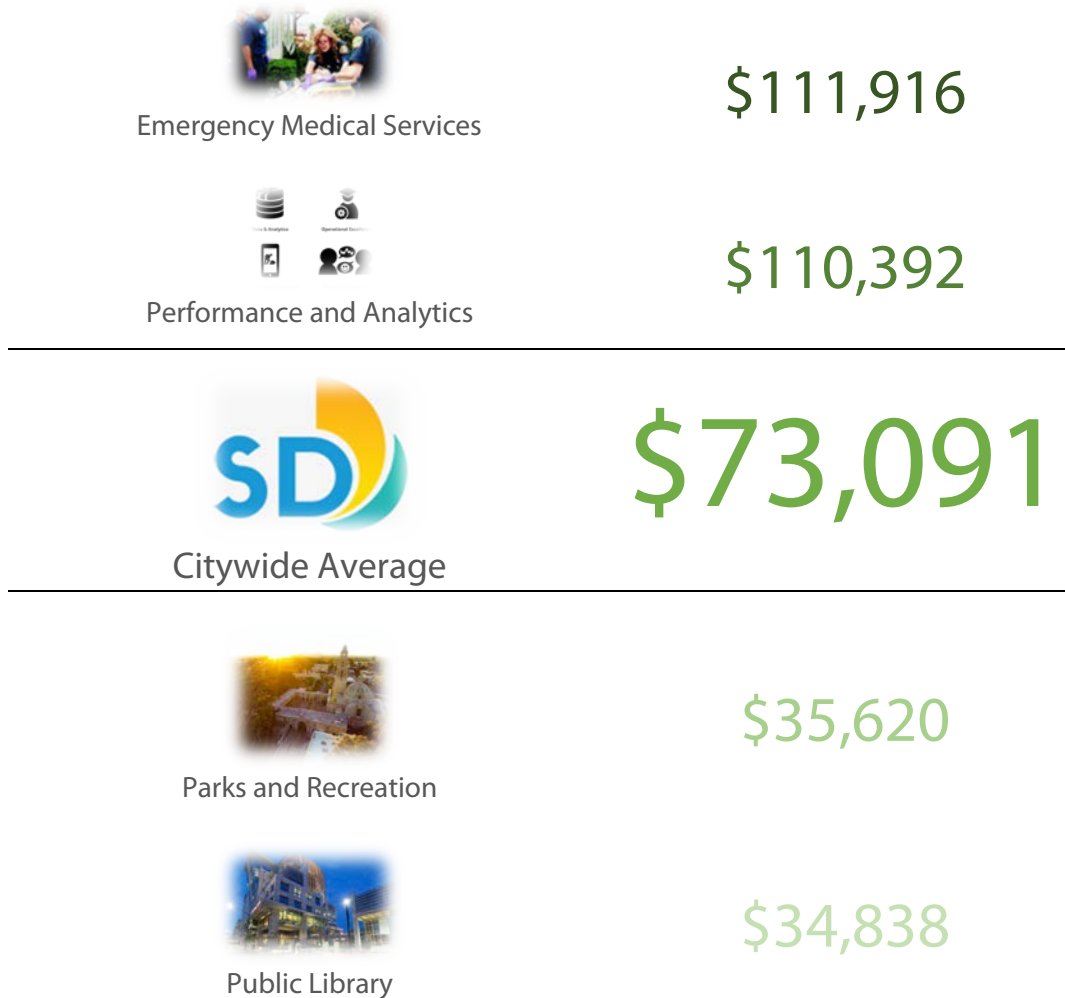 $111,916
Emergency Medical Services
Operational
$110,392
Performance and Analytics
SD
$73,091
Citywide Average
$35,620
Parks and Recreation
$34,838
Public Library